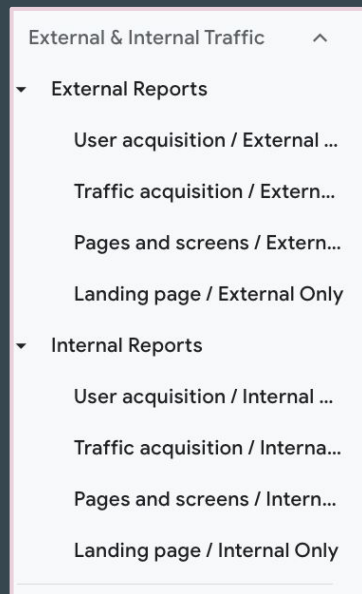 External & Internal Traffic
External Reports
User acquisition / External ...
Traffic acquisition / Extern...
Pages and screens / Extern...
Landing page / External Only
Internal Reports
User acquisition / Internal ...
Traffic acquisition / Interna...
Pages and screens / Intern...
Landing page / Internal Only